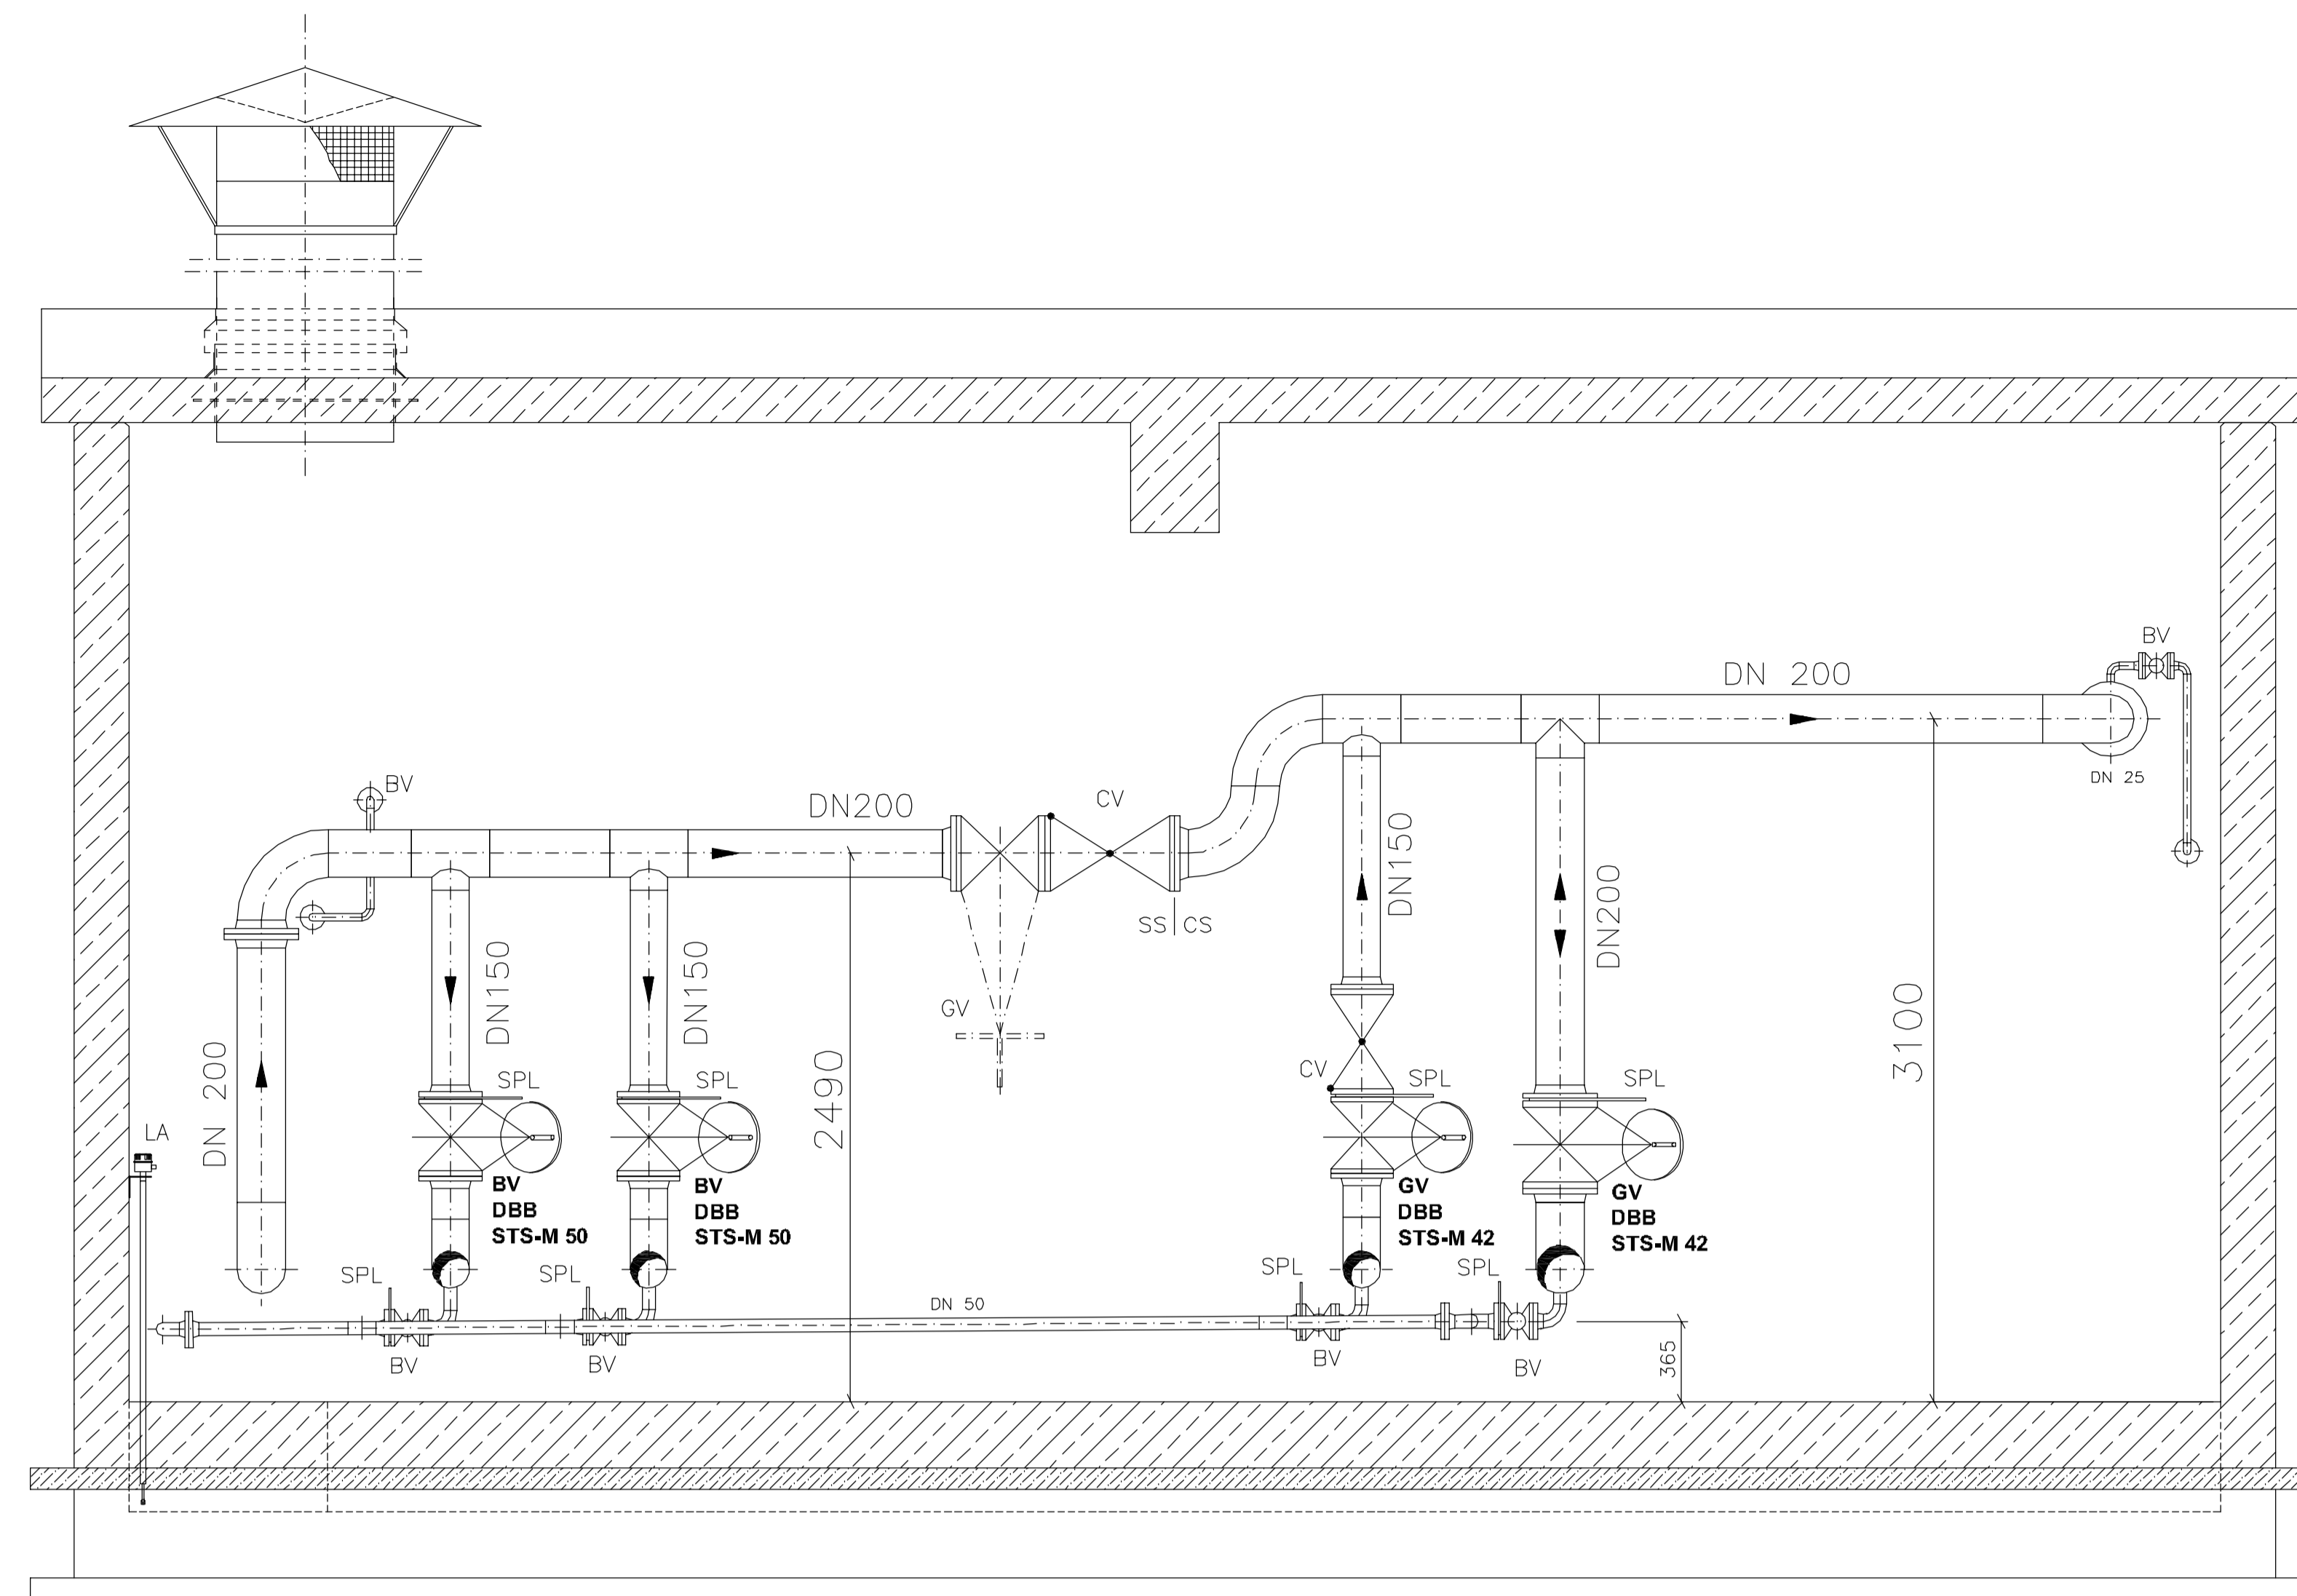 BV
DN 200
DN 25
BV
DN200
CV
SS CS
DN150
DN200
DN150
DN150
GV
3100
2490
DN 200
LA
SPL
SPL
CV
SPL
SPL
BV
DBB
STS-M 50
BV
DBB
STS-M 50
GV
DBB
STS-M 42
GV
DBB
STS-M 42
SPL
SPL
SPL
SPL
DN 50
BV
BV
BV
BV
365